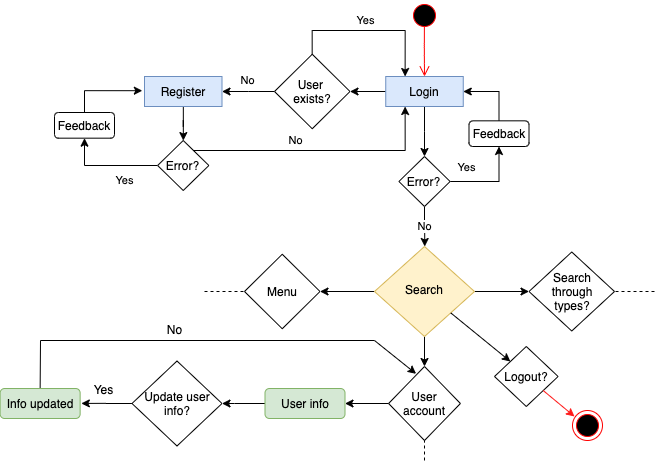 Yes
Register
No
User
exists?
Login
Feedback
Feedback
No
Error?
Yes
Error?
Yes
No
Menu
Search
Search
through
types?
No
Logout?
Info updated
Yes
Update user
info?
User info
User
account